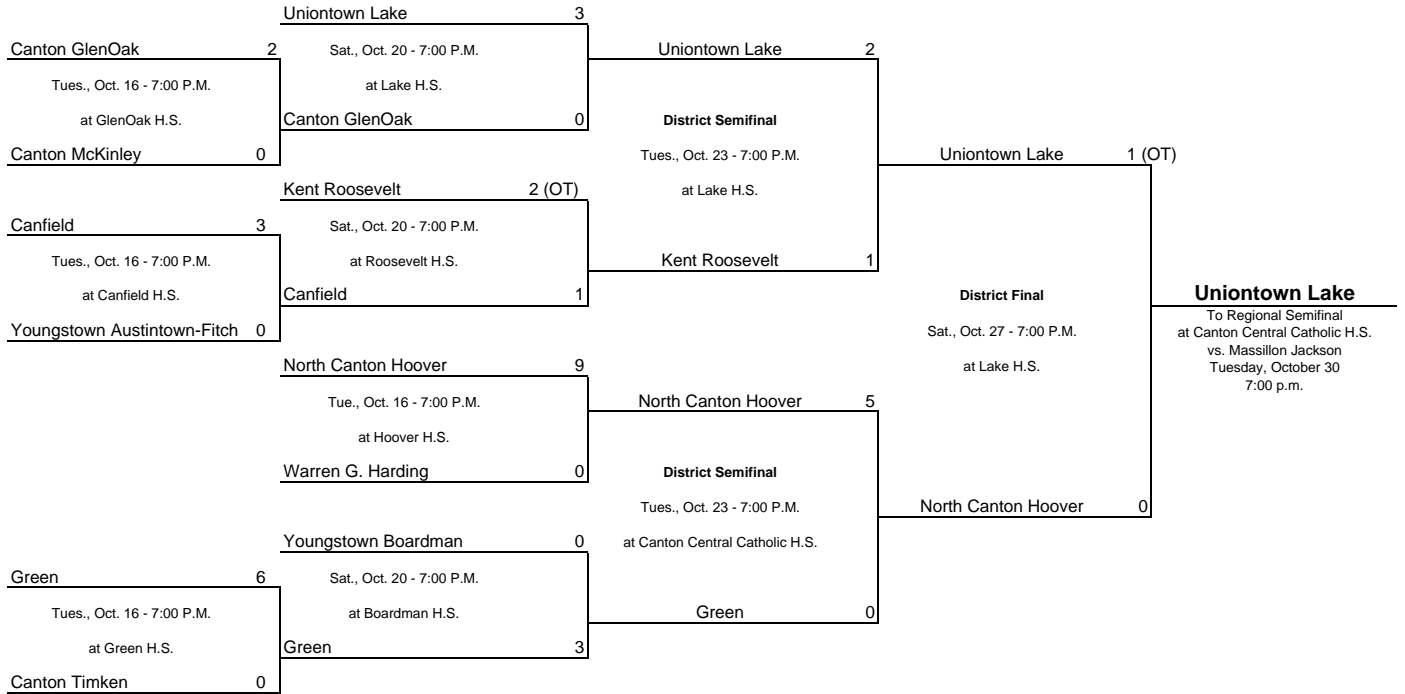 Uniontown Lake 3
Canton GlenOak 2
Sat., Oct. 20 - 7:00 P.M.
Uniontown Lake 2
Tues., Oct. 16 - 7:00 P.M.
at Lake H.S.
at GlenOak H.S.
Canton GlenOak 0
District Semifinal
Canton McKinley 0
Tues., Oct. 23 - 7:00 P.M.
Uniontown Lake 1 (OT)
Kent Roosevelt 2 (OT)
at Lake H.S.
Canfield 3
Sat., Oct. 20 - 7:00 P.M.
Tues., Oct. 16 - 7:00 P.M.
at Roosevelt H.S.
Kent Roosevelt 1
at Canfield H.S.
Canfield 1
District Final
Uniontown Lake
To Regional Semifinal
Youngstown Austintown-Fitch 0
Sat., Oct. 27 - 7:00 P.M.
at Canton Central Catholic H.S.
vs. Massillon Jackson
North Canton Hoover 9
at Lake H.S.
Tuesday, October 30
7:00 p.m.
Tue., Oct. 16 - 7:00 P.M.
North Canton Hoover 5
at Hoover H.S.
Warren G. Harding 0
District Semifinal
Tues., Oct. 23 - 7:00 P.M.
North Canton Hoover 0
Youngstown Boardman 0
at Canton Central Catholic H.S.
Green 6
Sat., Oct. 20 - 7:00 P.M.
Tues., Oct. 16 - 7:00 P.M.
at Boardman H.S.
Green 0
at Green H.S.
Green 3
Canton Timken 0